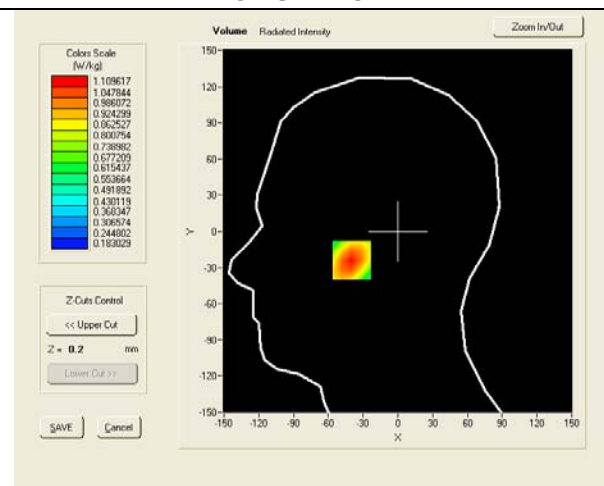 Volume Radiated Intensity
Zoom In/Out
Colors Scale
(W/kg)
1.109617
1.047844
0.986072
0.924299
0.862527
0.800754
0.738982
0.677209
0.615437
0.553664
0.491892
0.430119
0.368347
0.306574
0.244802
0.183029
Z-Cuts Control
<< Upper Cut
Z = 0.2 mm
Lower Cut >>
SAVE Cancel
150
120
90
60
30
0
-30
-60
-90
-120
-150
Y
-150 -120 -90 -60 -30 0 30 60 90 120 150
X